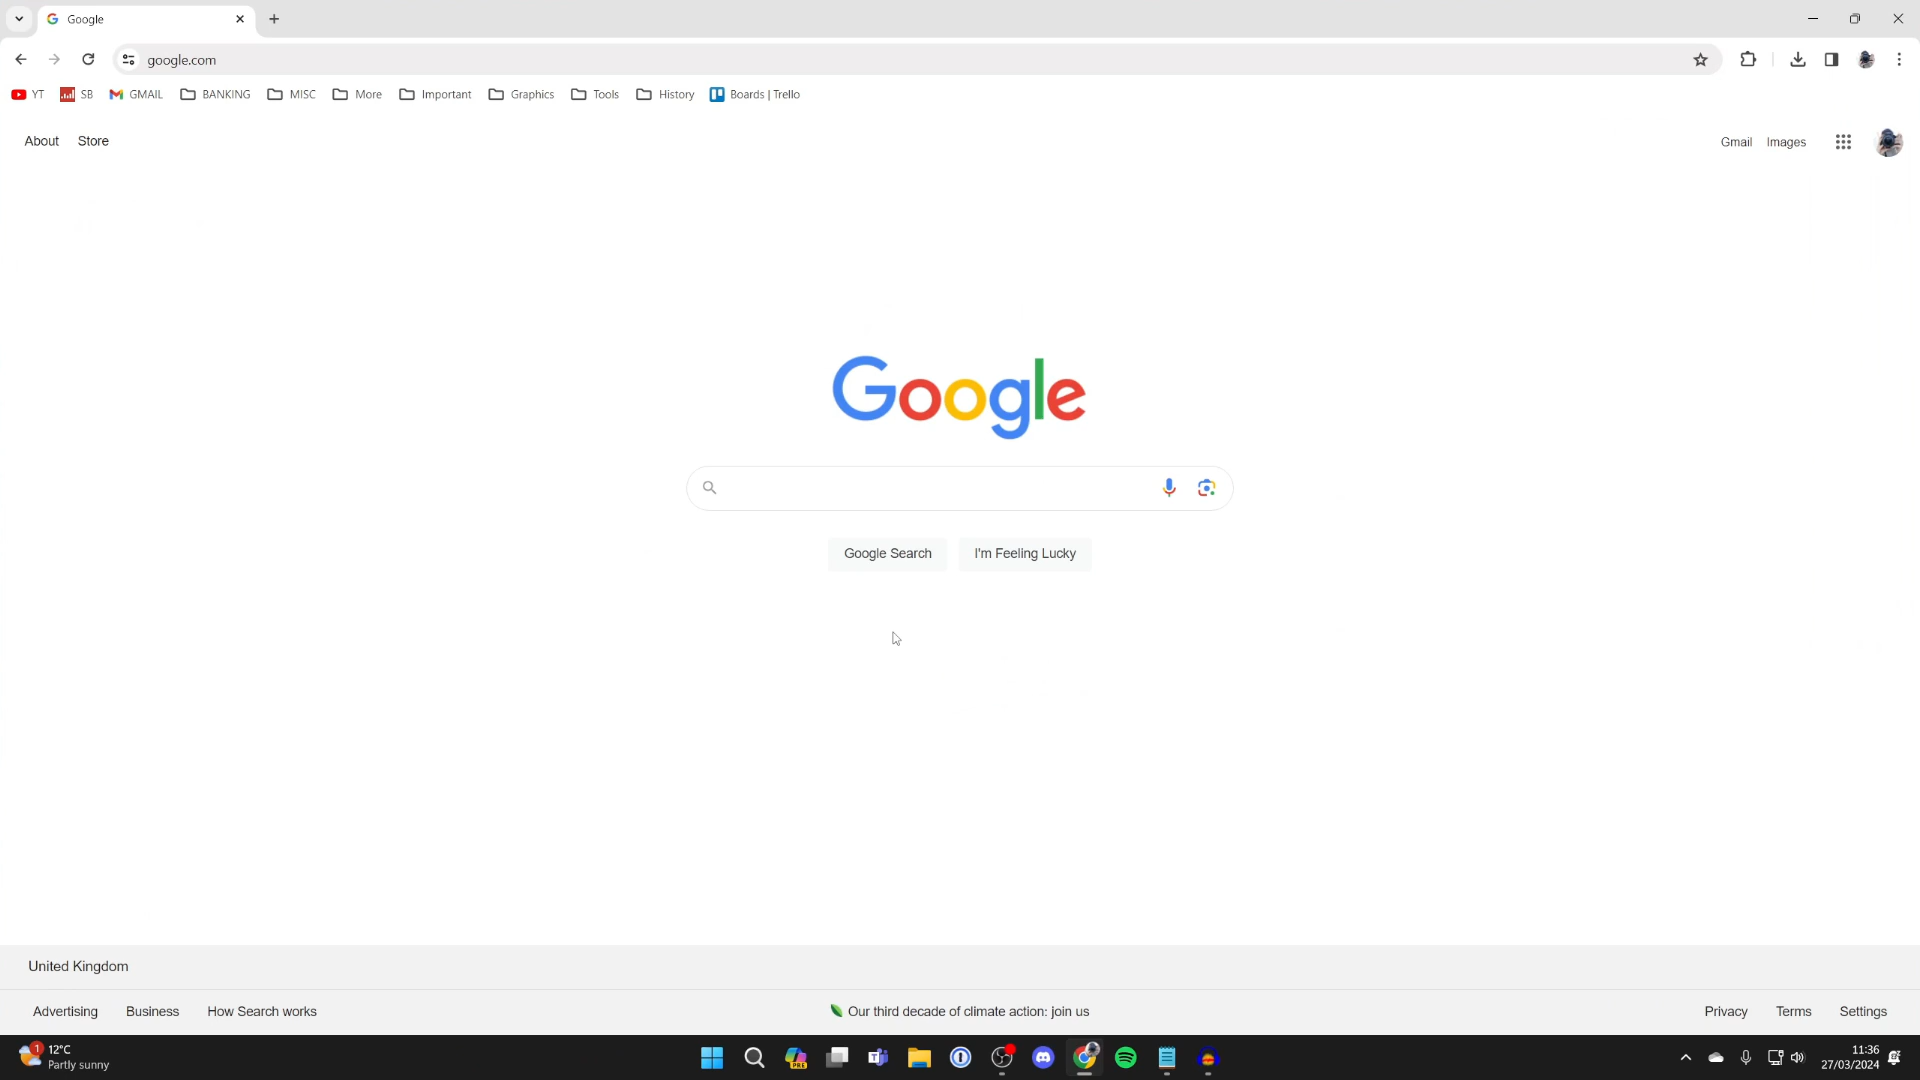 Google
google.com
YT SB GMAIL BANKING MISC More Important Graphics Tools History Boards | Trello
About Store Gmail Images
Google
Google Search I'm Feeling Lucky
United Kingdom
Advertising Business How Search works Our third decade of climate action: join us Privacy Terms Settings
1 12°C PRE 11:36
Partly sunny 27/03/2024